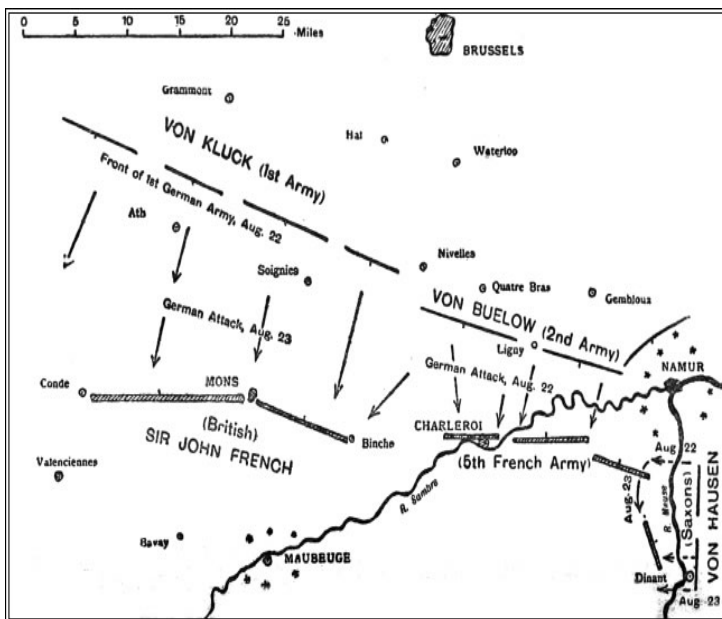 0 5 10 15 20 25 Miles
BRUSSELS
Grammont
Hal
Waterloo
VON KLUCK (1st Army)
Front of 1st German Army, Aug. 22
Ath
Soignies
Nivelles
Quatre Bras
Gembloux
VON BUELOW (2nd Army)
Ligny
German Attack, Aug. 23
German Attack, Aug. 22
NAMUR
Conde
MONS
(British)
SIR JOHN FRENCH
Binche
CHARLEROI
(5th French Army)
Valenciennes
R. Sambre
Aug 22
Aug. 23
R. Meuse
(Saxons)
VON HAUSEN
Bavay
MAUBEUGE
Dinant
Aug 23